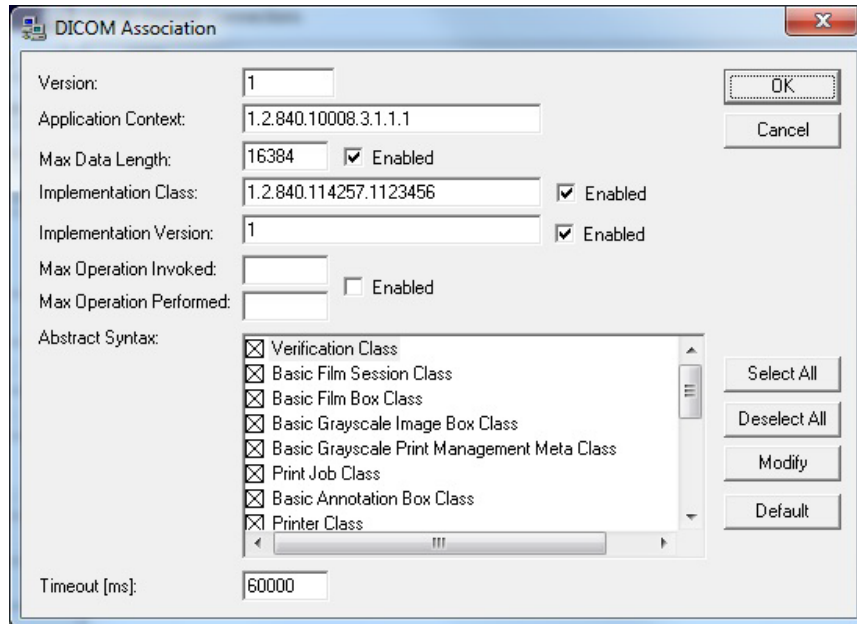 DICOM Association
Version: 1
OK
Application Context: 1.2.840.10008.3.1.1.1
Cancel
Max Data Length: 16384 Enabled
Implementation Class: 1.2.840.114257.1123456 Enabled
Implementation Version: 1 Enabled
Max Operation Invoked:
Enabled
Max Operation Performed:
Abstract Syntax:
Verification Class
Basic Film Session Class
Basic Film Box Class
Basic Grayscale Image Box Class
Basic Grayscale Print Management Meta Class
Print Job Class
Basic Annotation Box Class
Printer Class
Select All
Deselect All
Modify
Default
Timeout [ms]: 60000